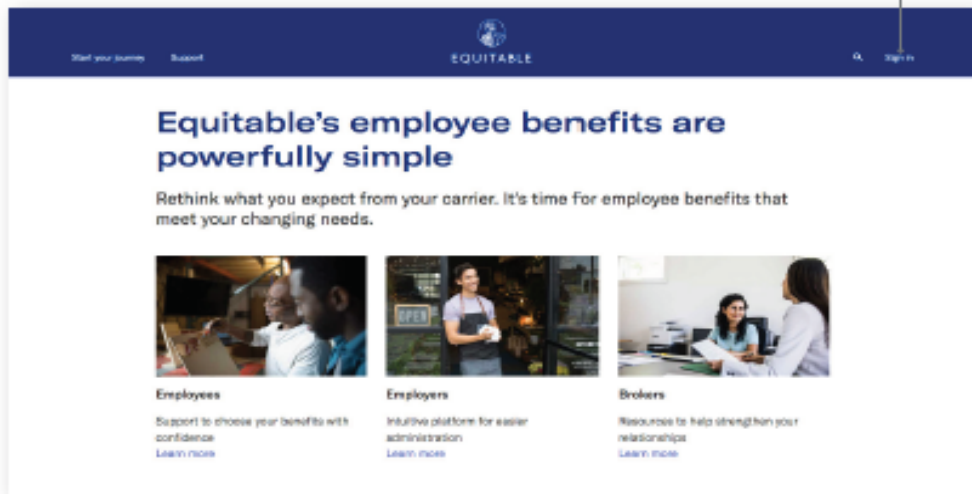 Start your journey
Support
EQUITABLE
Sign in
Equitable's employee benefits are
powerfully simple
Rethink what you expect from your carrier. It's time for employee benefits that
meet your changing needs.
OPEN
Employees
Support to choose your benefits with
confidence
Learn more
Employers
Intuitive platform for easier
administration
Learn more
Brokers
Resources to help strengthen your
relationships
Learn more